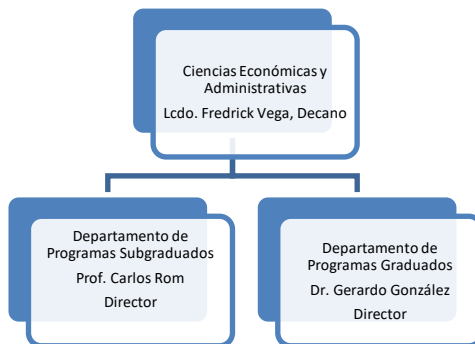 Ciencias Económicas y
Administrativas
Lcdo. Fredrick Vega, Decano
Departamento de
Programas Subgraduados
Prof. Carlos Rom
Director
Departamento de
Programas Graduados
Dr. Gerardo González
Director